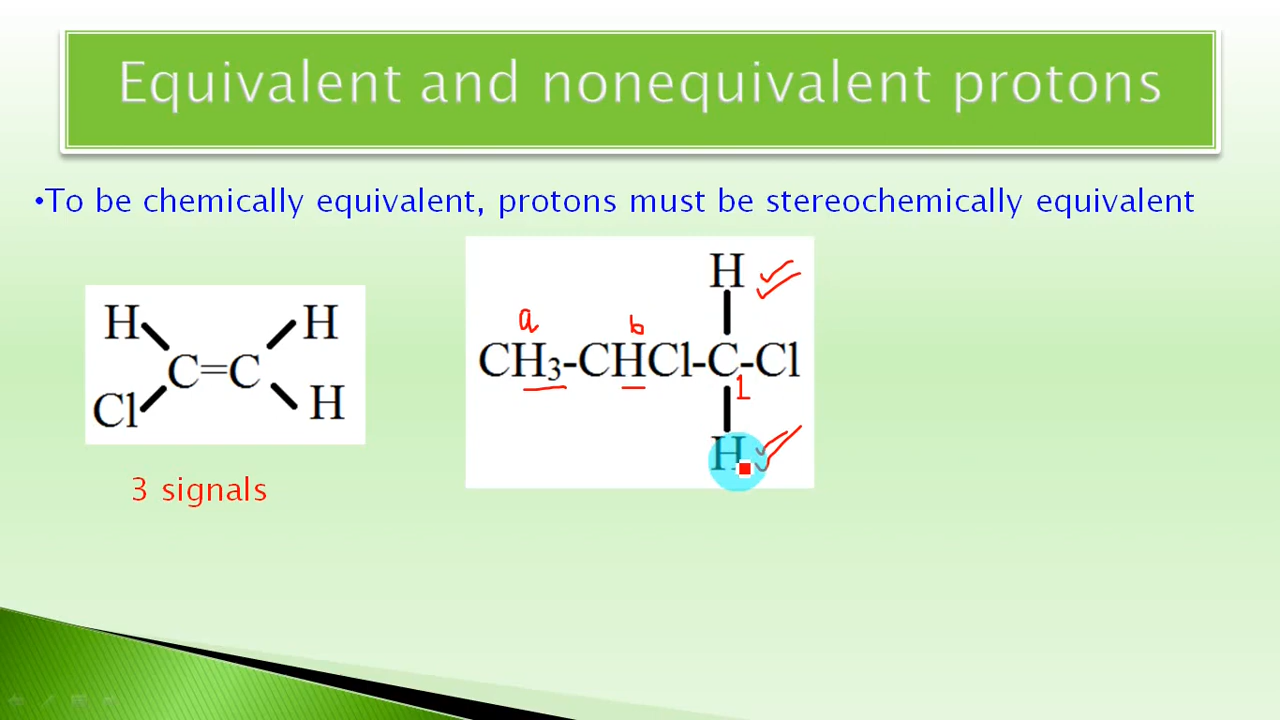 Equivalent and nonequivalent protons
•To be chemically equivalent, protons must be stereochemically equivalent
H
H
C=C
Cl
H
3 signals
H
a
b
CH₃-CHCl-C-Cl
1
H